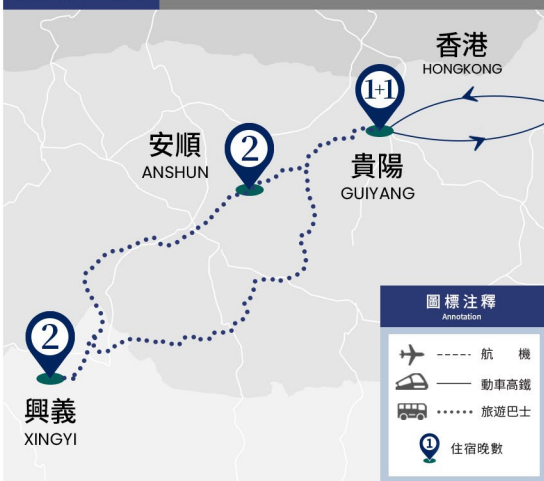 香港
HONGKONG
1+1
貴陽
GUIYANG
安順
ANSHUN
2
2
興義
XINGYI
圖標注釋
Annotation
航 機
動車高鐵
旅遊巴士
1
住宿晚數